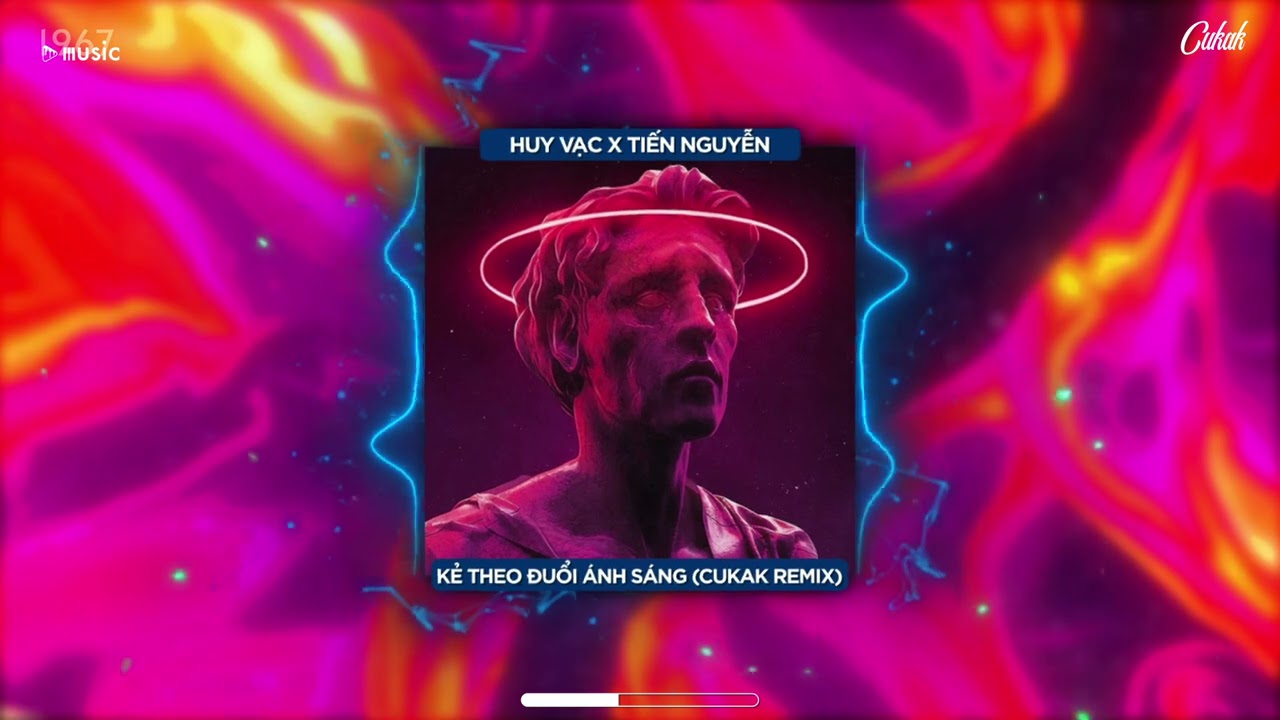 1967
music
Cukak
HUY VẠC X TIẾN NGUYỄN
KẺ THEO ĐUỔI ÁNH SÁNG (CUKAK REMIX)